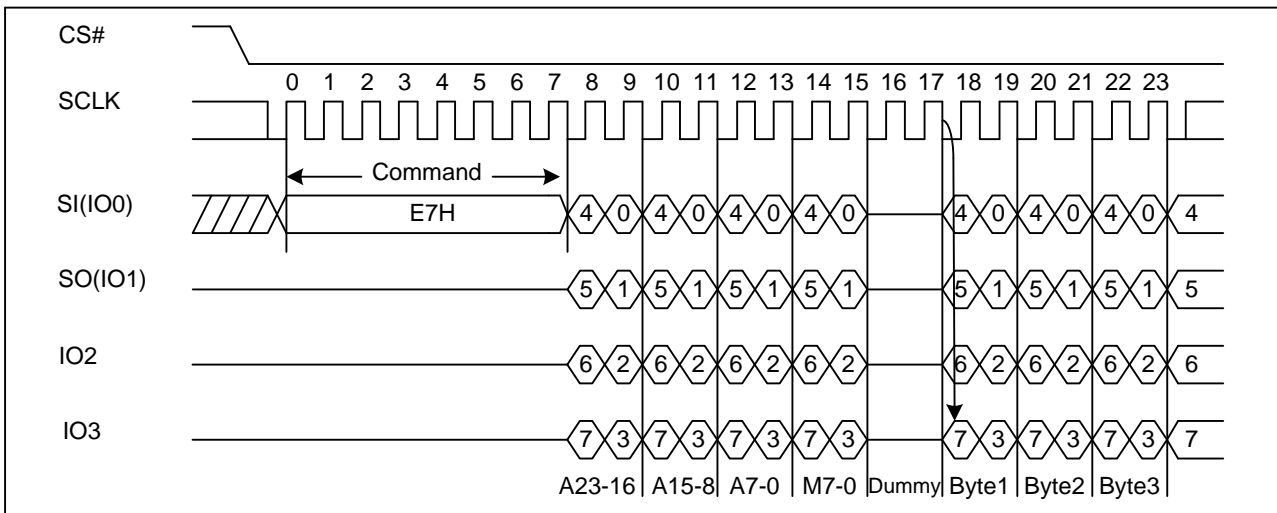 CS#
0 1 2 3 4 5 6 7 8 9 10 11 12 13 14 15 16 17 18 19 20 21 22 23
SCLK
Command
SI(IO0)
E7H
4 0 4 0 4 0 4 0 4 0 4 0 4 0 4
SO(IO1)
5 1 5 1 5 1 5 1 5 1 5 1 5 1 5
IO2
6 2 6 2 6 2 6 2 6 2 6 2 6 2 6
IO3
7 3 7 3 7 3 7 3 7 3 7 3 7 3 7
A23-16 A15-8 A7-0 M7-0 Dummy Byte1 Byte2 Byte3